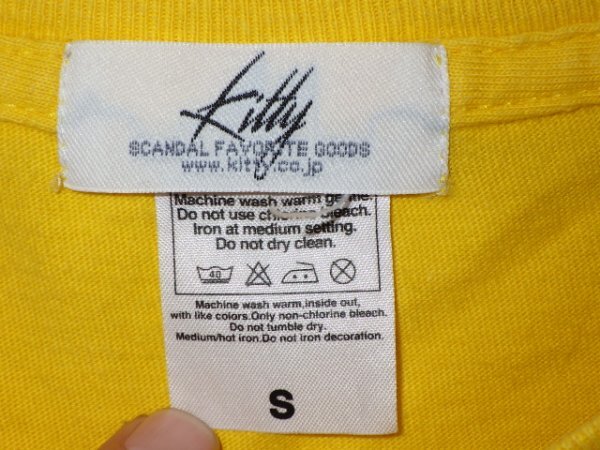 Kitty
SCANDAL FAVORITE GOODS
www.kitty.co.jp
Machine wash warm gentle.
Do not use chlorine bleach.
Iron at medium setting.
Do not dry clean.
40
Machine wash warm,inside out,
with like colors.Only non-chlorine bleach.
Do not tumble dry.
Medium/hot iron.Do not iron decoration.
S